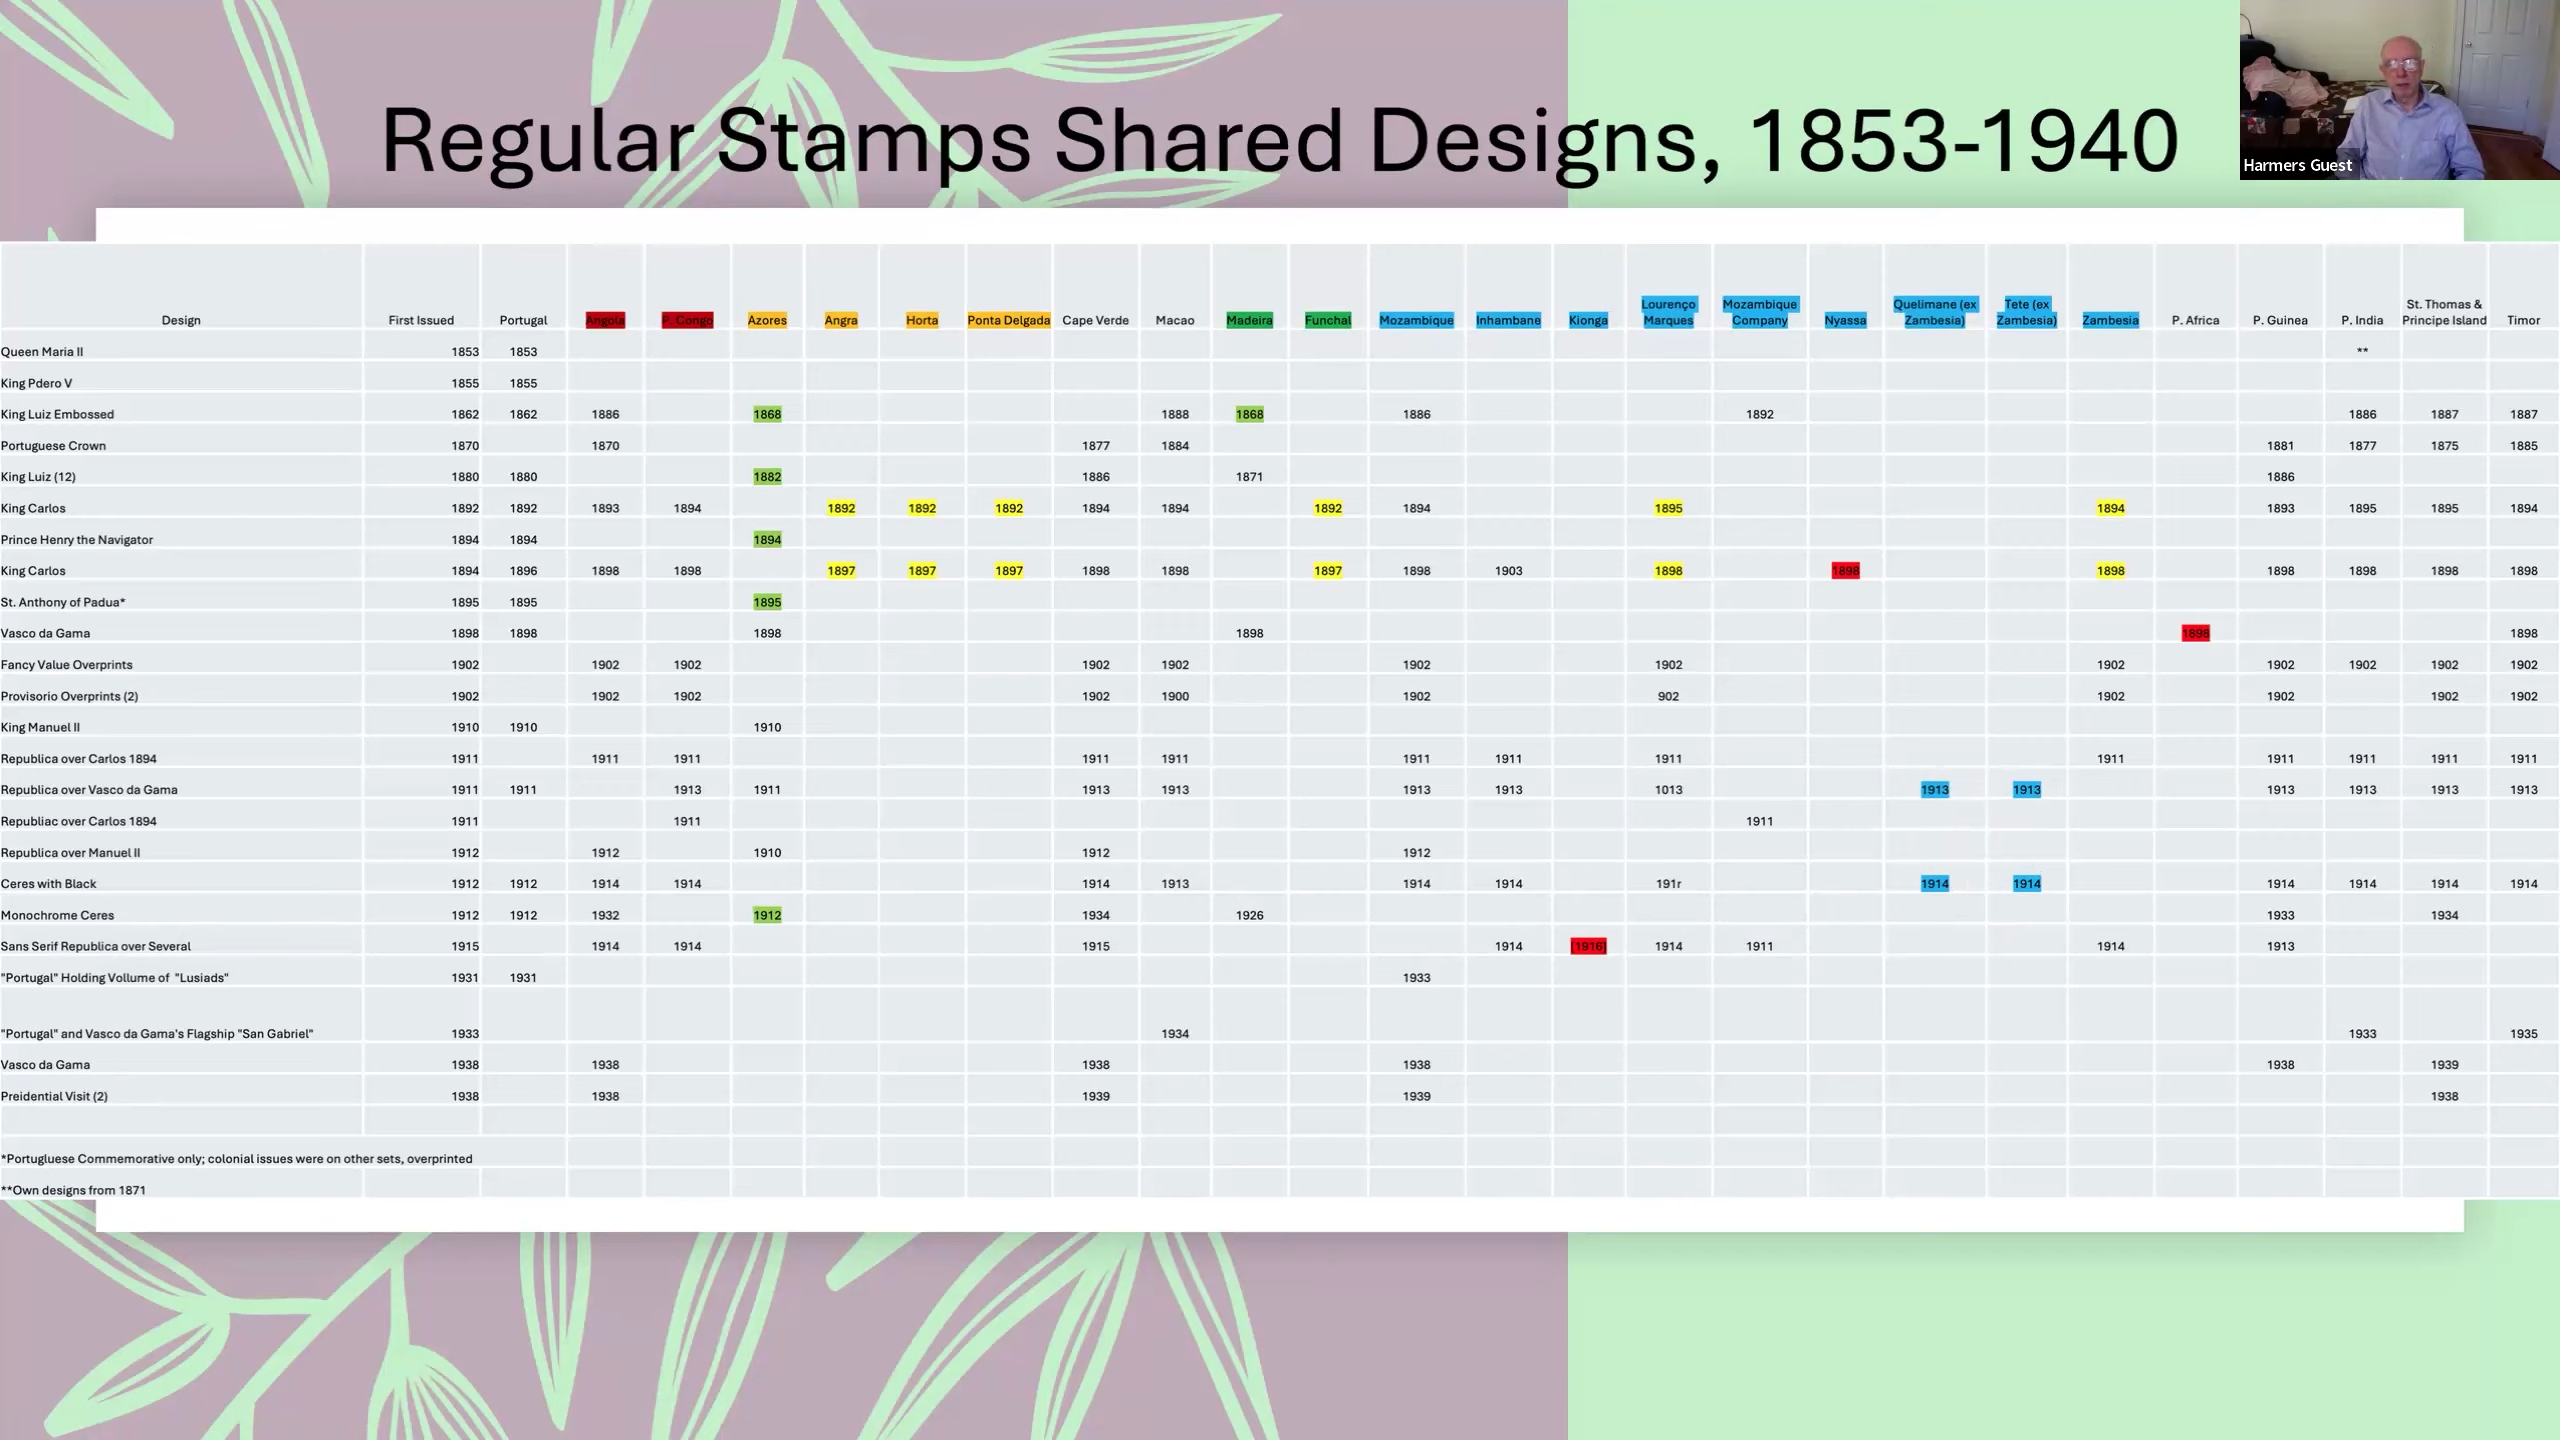 Regular Stamps Shared Designs, 1853-1940
Harmers Guest
Design First Issued Portugal Angola P. Congo Azores Angra Horta Ponta Delgada Cape Verde Macao Madeira Funchal Mozambique Inhambane Kionga Lourenço Marques Mozambique Company Nyassa Quelimane (ex Zambesia) Tete (ex Zambesia) Zambesia P. Africa P. Guinea P. India St. Thomas & Principe Island Timor
Queen Maria II 1853 1853 **
King Pdero V 1855 1855
King Luiz Embossed 1862 1862 1886 1868 1888 1868 1886 1892 1886 1887 1887
Portuguese Crown 1870 1870 1877 1884 1881 1877 1875 1885
King Luiz (12) 1880 1880 1882 1886 1871 1886
King Carlos 1892 1892 1893 1894 1892 1892 1892 1894 1894 1892 1894 1895 1894 1893 1895 1895 1894
Prince Henry the Navigator 1894 1894 1894
King Carlos 1894 1896 1898 1898 1897 1897 1897 1898 1898 1897 1898 1903 1898 1898 1898 1898 1898 1898 1898
St. Anthony of Padua* 1895 1895 1895
Vasco da Gama 1898 1898 1898 1898 1898 1898
Fancy Value Overprints 1902 1902 1902 1902 1902 1902 1902 1902 1902 1902 1902 1902
Provisorio Overprints (2) 1902 1902 1902 1902 1900 1902 902 1902 1902 1902 1902
King Manuel II 1910 1910 1910
Republica over Carlos 1894 1911 1911 1911 1911 1911 1911 1911 1911 1911 1911 1911 1911 1911
Republica over Vasco da Gama 1911 1911 1913 1911 1913 1913 1913 1913 1013 1913 1913 1913 1913 1913 1913
Republiac over Carlos 1894 1911 1911 1911
Republica over Manuel II 1912 1912 1910 1912 1912
Ceres with Black 1912 1912 1914 1914 1914 1913 1914 1914 191r 1914 1914 1914 1914 1914 1914
Monochrome Ceres 1912 1912 1932 1912 1934 1926 1933 1934
Sans Serif Republica over Several 1915 1914 1914 1915 1914 [1916] 1914 1911 1914 1913
"Portugal" Holding Vollume of "Lusiads" 1931 1931 1933
"Portugal" and Vasco da Gama's Flagship "San Gabriel" 1933 1934 1933 1935
Vasco da Gama 1938 1938 1938 1938 1938 1939
Preidential Visit (2) 1938 1938 1939 1939 1938
*Portugluese Commemorative only; colonial issues were on other sets, overprinted
**Own designs from 1871